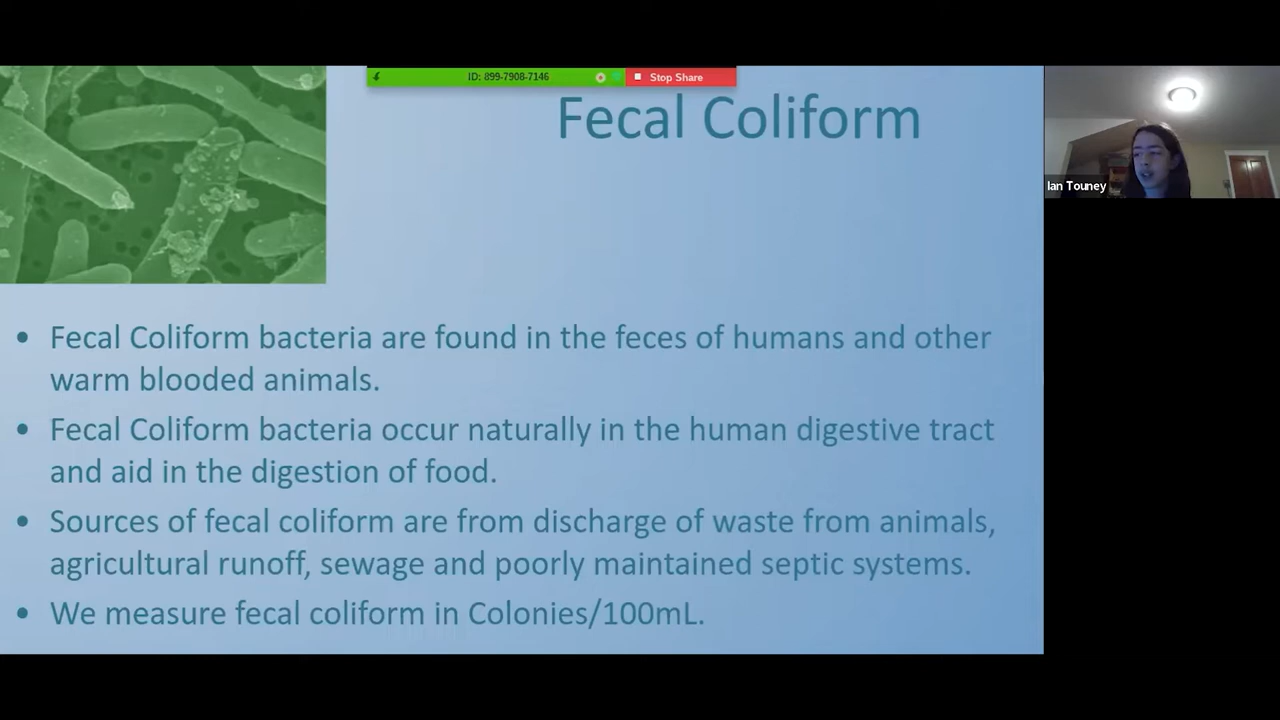 ID: 899-7908-7146
Stop Share
Fecal Coliform
Ian Touney
• Fecal Coliform bacteria are found in the feces of humans and other
warm blooded animals.
• Fecal Coliform bacteria occur naturally in the human digestive tract
and aid in the digestion of food.
• Sources of fecal coliform are from discharge of waste from animals,
agricultural runoff, sewage and poorly maintained septic systems.
• We measure fecal coliform in Colonies/100mL.